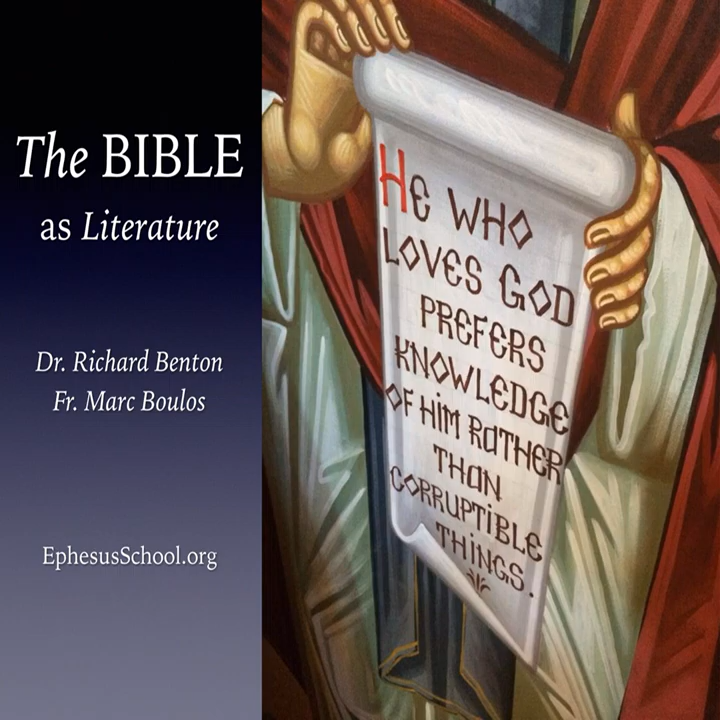 The BIBLE
as Literature
Dr. Richard Benton
Fr. Marc Boulos
EphesusSchool.org
HE WHO
LOVES GOD
PREFERS
KNOWLEDGE
OF HIM RATHER
THAN
CORRUPTIBLE
THINGS.